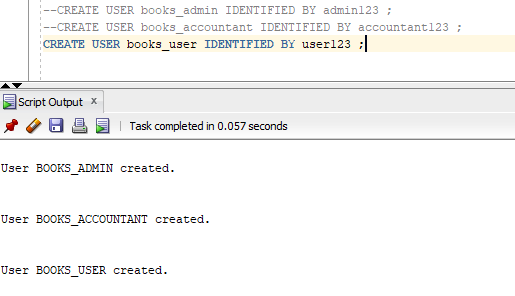 --CREATE USER books_admin IDENTIFIED BY admin123 ;
--CREATE USER books_accountant IDENTIFIED BY accountant123 ;
CREATE USER books_user IDENTIFIED BY user123 ;
Script Output x
Task completed in 0.057 seconds
User BOOKS_ADMIN created.
User BOOKS_ACCOUNTANT created.
User BOOKS_USER created.